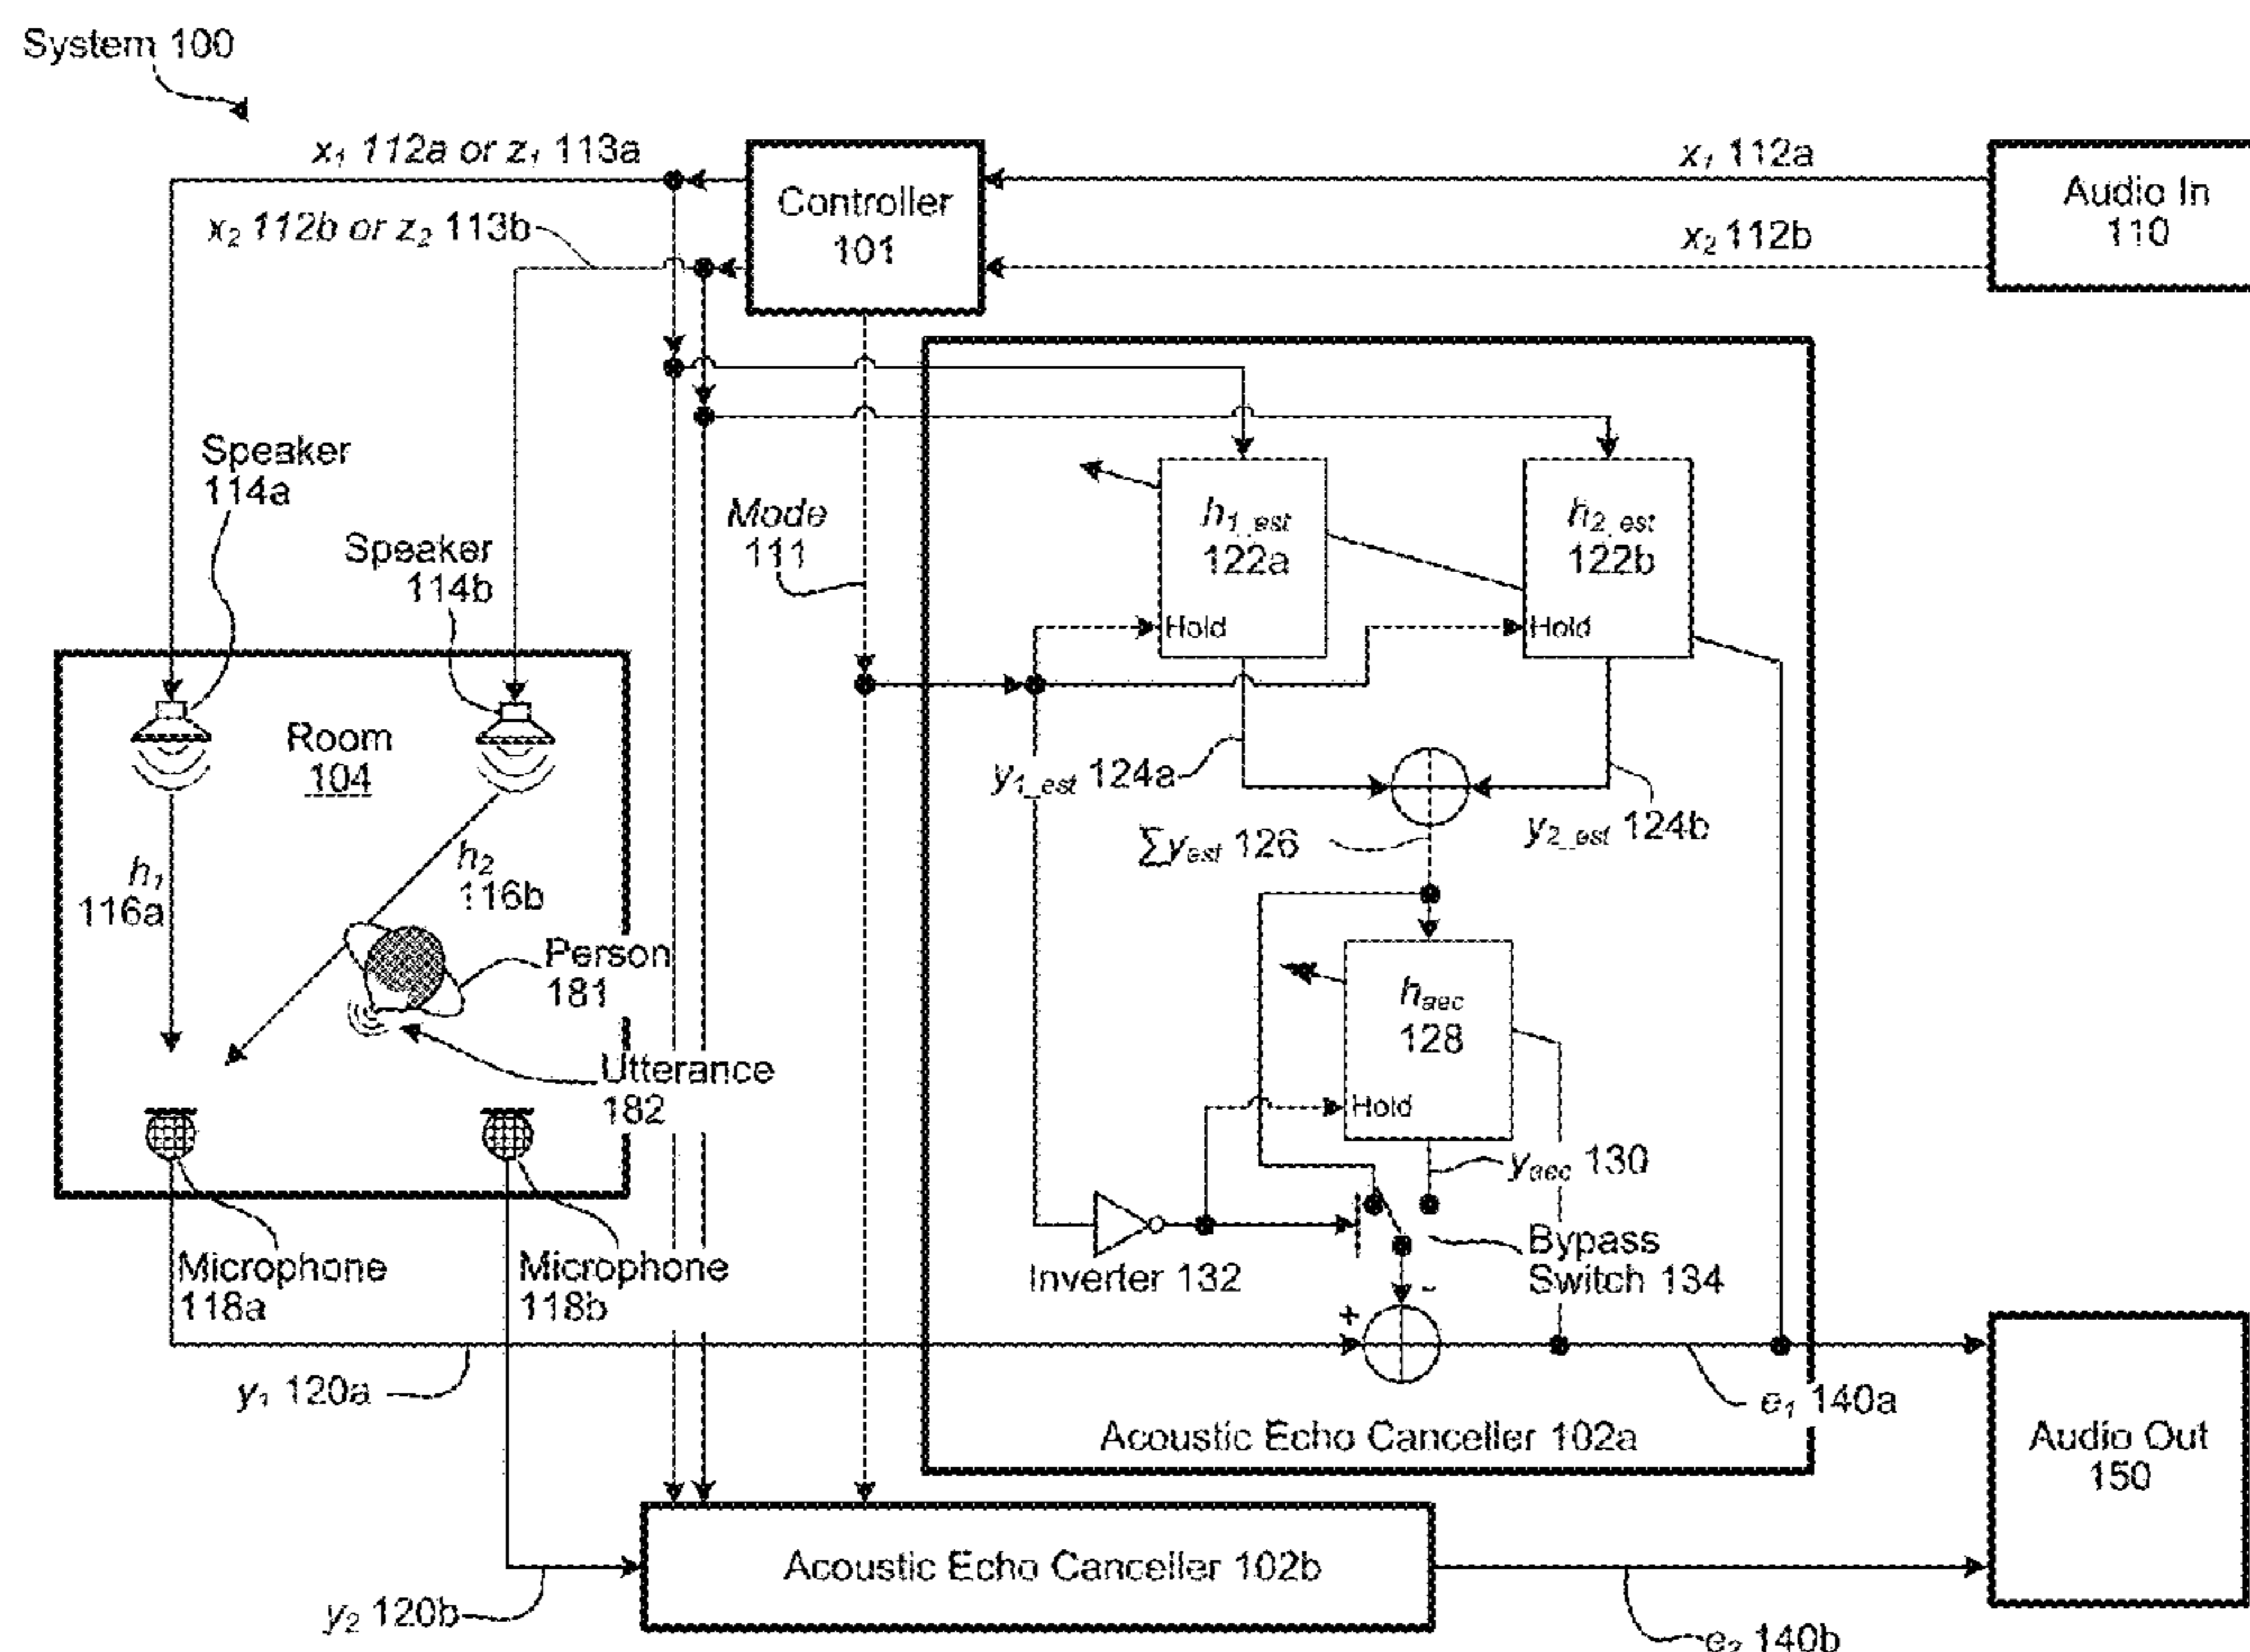 System 100
x₁ 112a or z₁ 113a
x₂ 112b or z₂ 113b
Controller
101
x₁ 112a
x₂ 112b
Audio In
110
Speaker
114a
Speaker
114b
Mode
111
h₁_est
122a
Hold
h₂_est
122b
Hold
Room
104
y₁_est 124a
y₂_est 124b
∑y_est 126
h₁
116a
h₂
116b
Person
181
Utterance
182
h_aec
128
Hold
y_aec 130
Inverter 132
Bypass
Switch 134
-
+
Microphone
118a
Microphone
118b
y₁ 120a
e₁ 140a
Acoustic Echo Canceller 102a
Audio Out
150
Acoustic Echo Canceller 102b
y₂ 120b
e₂ 140b